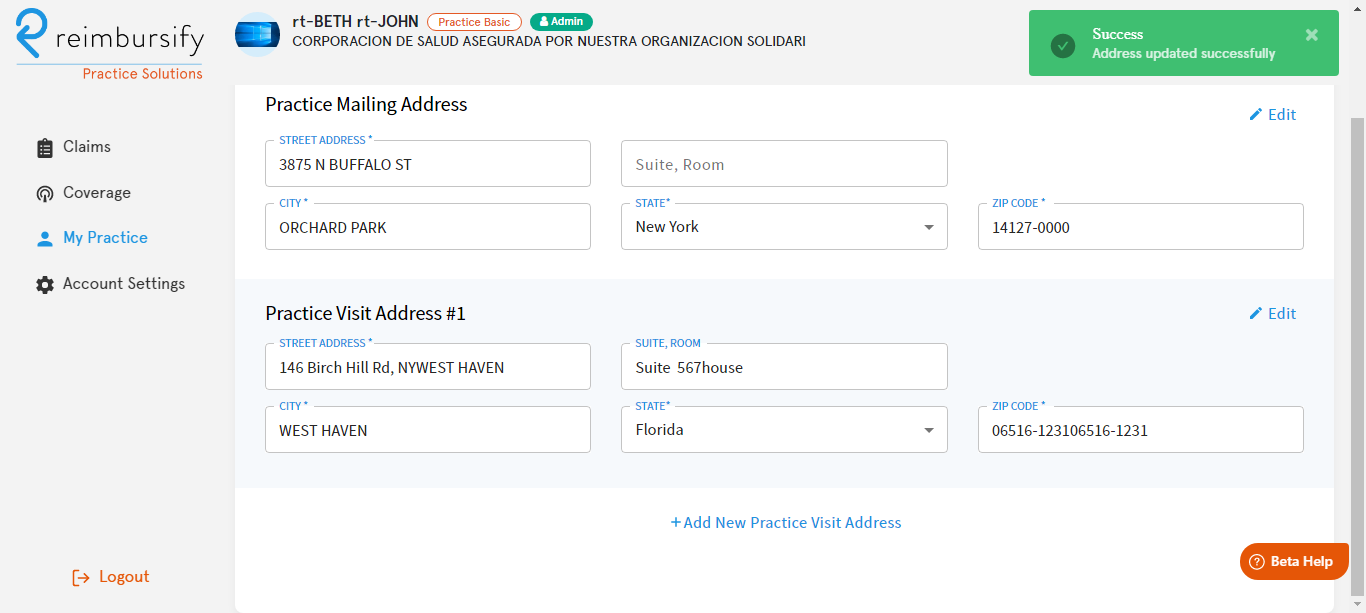 reimbursify
Practice Solutions
rt-BETH rt-JOHN Practice Basic Admin
CORPORACION DE SALUD ASEGURADA POR NUESTRA ORGANIZACION SOLIDARI
Success
Address updated successfully
Claims
Coverage
My Practice
Account Settings
Logout
Practice Mailing Address
Edit
STREET ADDRESS *
3875 N BUFFALO ST
Suite, Room
CITY *
ORCHARD PARK
STATE*
New York
ZIP CODE *
14127-0000
Practice Visit Address #1
Edit
STREET ADDRESS *
146 Birch Hill Rd, NYWEST HAVEN
SUITE, ROOM
Suite  567house
CITY *
WEST HAVEN
STATE*
Florida
ZIP CODE *
06516-123106516-1231
+Add New Practice Visit Address
? Beta Help